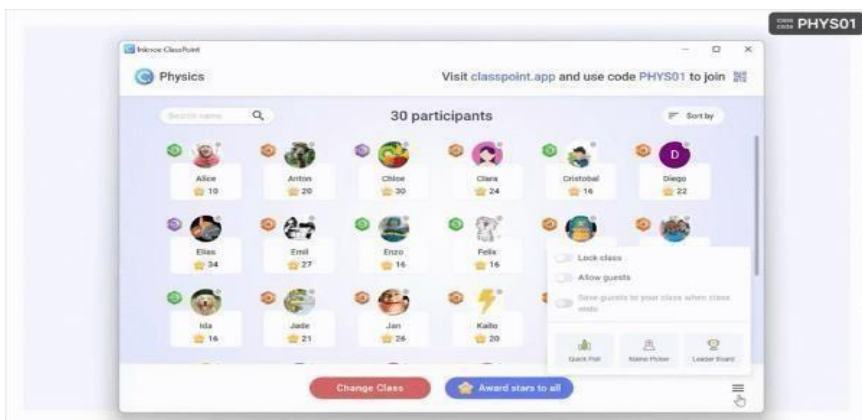 class code PHYS01
Inknoe ClassPoint
Physics
Visit classpoint.app and use code PHYS01 to join
Search name
30 participants
Sort by
D
Alice
10
Anton
20
Chloe
30
Clara
24
Cristobal
16
Diego
22
Elias
34
Emil
27
Enzo
16
Felix
16
Ida
16
Jade
21
Jan
26
Kaito
20
Lock class
Allow guests
Save guests to your class when class ends
Quick Poll
Name Picker
Leader Board
Change Class
Award stars to all